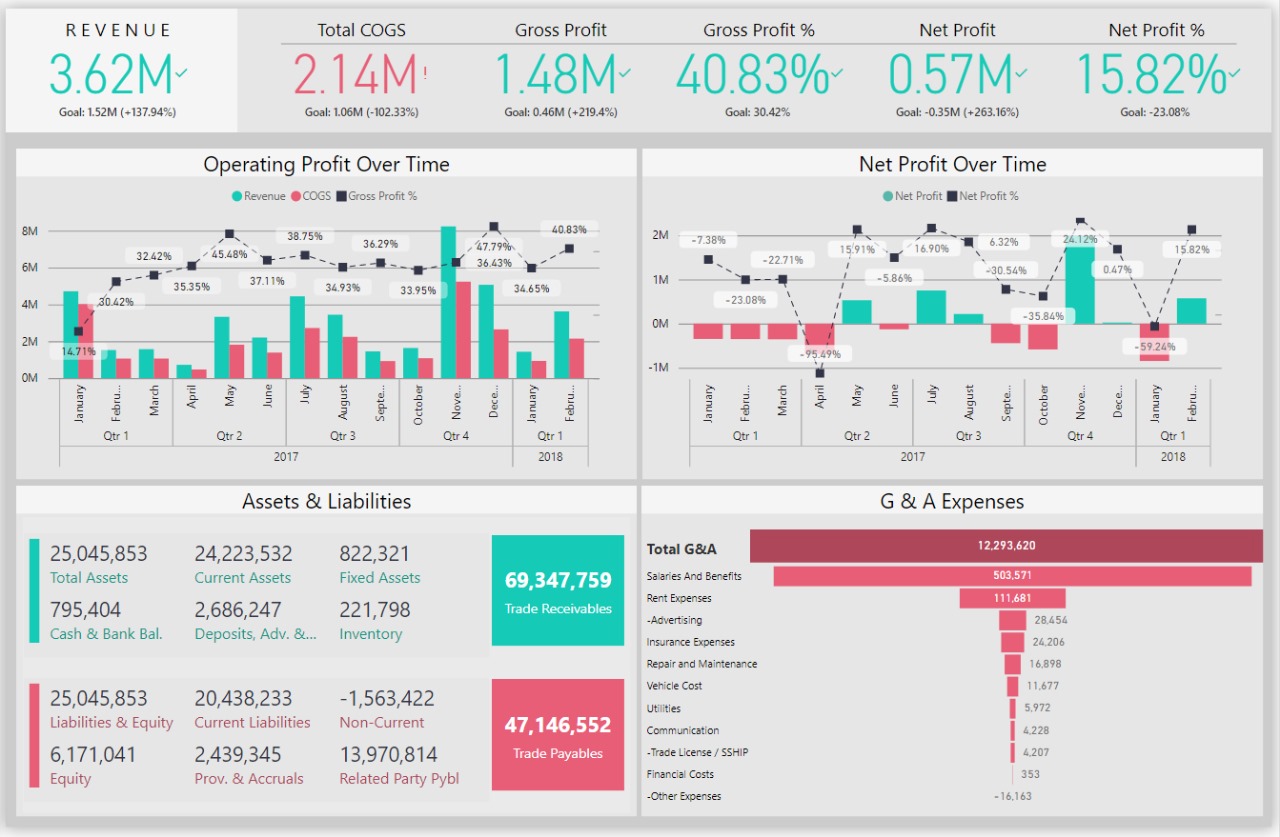 REVENUE
3.62M
Goal: 1.52M (+137.94%)
Total COGS
2.14M!
Goal: 1.06M (-102.33%)
Gross Profit
1.48M
Goal: 0.46M (+219.4%)
Gross Profit %
40.83%
Goal: 30.42%
Net Profit
0.57M
Goal: -0.35M (+263.16%)
Net Profit %
15.82%
Goal: -23.08%
Operating Profit Over Time
Revenue COGS Gross Profit %
8M
6M
4M
2M
0M
14.71%
30.42%
32.42%
35.35%
45.48%
37.11%
38.75%
34.93%
36.29%
33.95%
36.43%
47.79%
34.65%
40.83%
January
Febru...
March
April
May
June
July
August
Septe...
October
Nove...
Dece...
January
Febru...
Qtr 1 Qtr 2 Qtr 3 Qtr 4 Qtr 1
2017 2018
Net Profit Over Time
Net Profit Net Profit %
2M
1M
0M
-1M
-7.38%
-23.08%
-22.71%
-95.49%
15.91%
-5.86%
16.90%
6.32%
-30.54%
-35.84%
24.12%
0.47%
-59.24%
15.82%
January
Febru...
March
April
May
June
July
August
Septe...
October
Nove...
Dece...
January
Febru...
Qtr 1 Qtr 2 Qtr 3 Qtr 4 Qtr 1
2017 2018
Assets & Liabilities
25,045,853 24,223,532 822,321
Total Assets Current Assets Fixed Assets
795,404 2,686,247 221,798
Cash & Bank Bal. Deposits, Adv. &... Inventory
69,347,759
Trade Receivables
25,045,853 20,438,233 -1,563,422
Liabilities & Equity Current Liabilities Non-Current
6,171,041 2,439,345 13,970,814
Equity Prov. & Accruals Related Party Pybl
47,146,552
Trade Payables
G & A Expenses
Total G&A 12,293,620
Salaries And Benefits 503,571
Rent Expenses 111,681
-Advertising 28,454
Insurance Expenses 24,206
Repair and Maintenance 16,898
Vehicle Cost 11,677
Utilities 5,972
Communication 4,228
-Trade License / SSHIP 4,207
Financial Costs 353
-Other Expenses -16,163